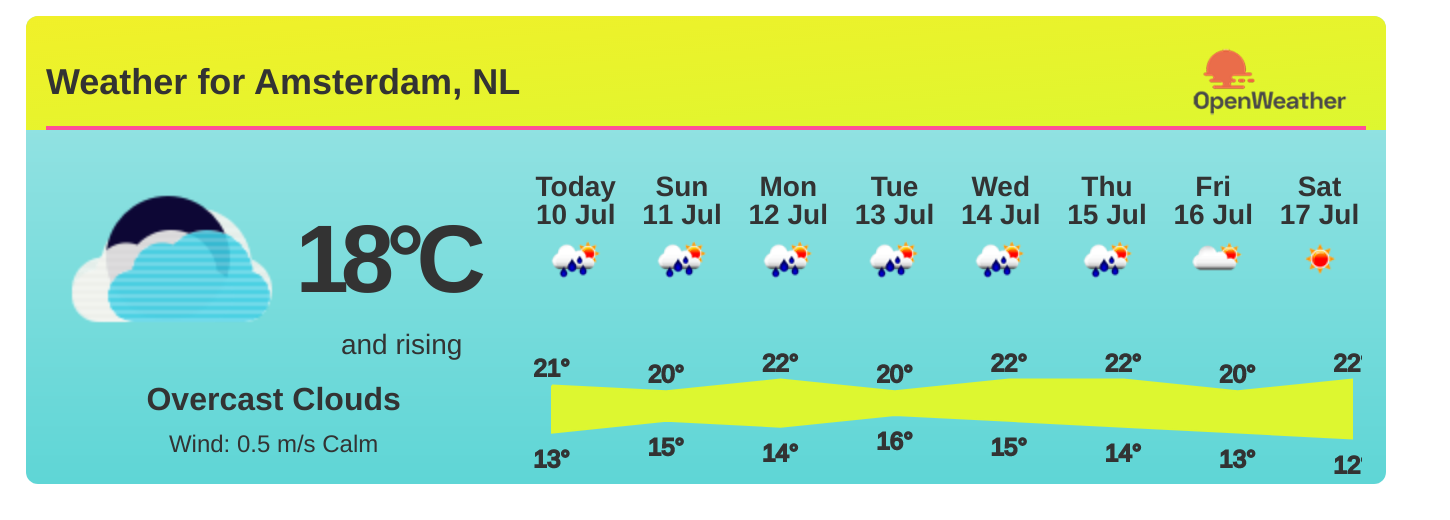 Weather for Amsterdam, NL
OpenWeather
18°C
and rising
Overcast Clouds
Wind: 0.5 m/s Calm
Today Sun Mon Tue Wed Thu Fri Sat
10 Jul 11 Jul 12 Jul 13 Jul 14 Jul 15 Jul 16 Jul 17 Jul
21° 20° 22° 20° 22° 22° 20° 22°
13° 15° 14° 16° 15° 14° 13° 12°